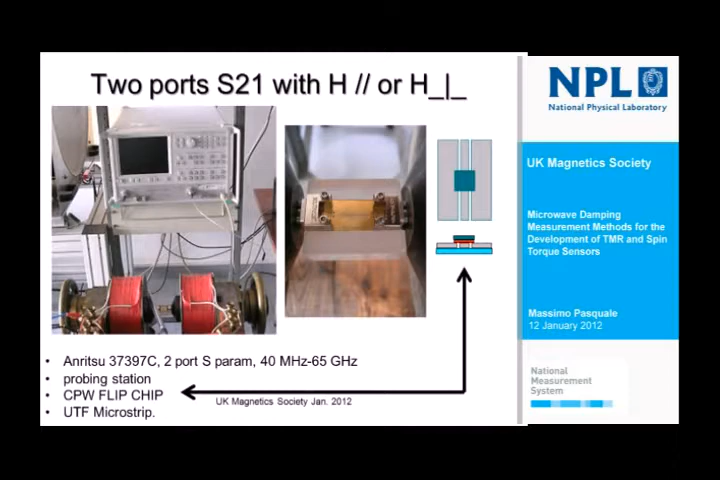 Two ports S21 with H // or H_|_
• Anritsu 37397C, 2 port S param, 40 MHz-65 GHz
• probing station
• CPW FLIP CHIP
• UTF Microstrip.
UK Magnetics Society Jan. 2012
NPL
National Physical Laboratory
UK Magnetics Society
Microwave Damping
Measurement Methods for the
Development of TMR and Spin
Torque Sensors
Massimo Pasquale
12 January 2012
National
Measurement
System